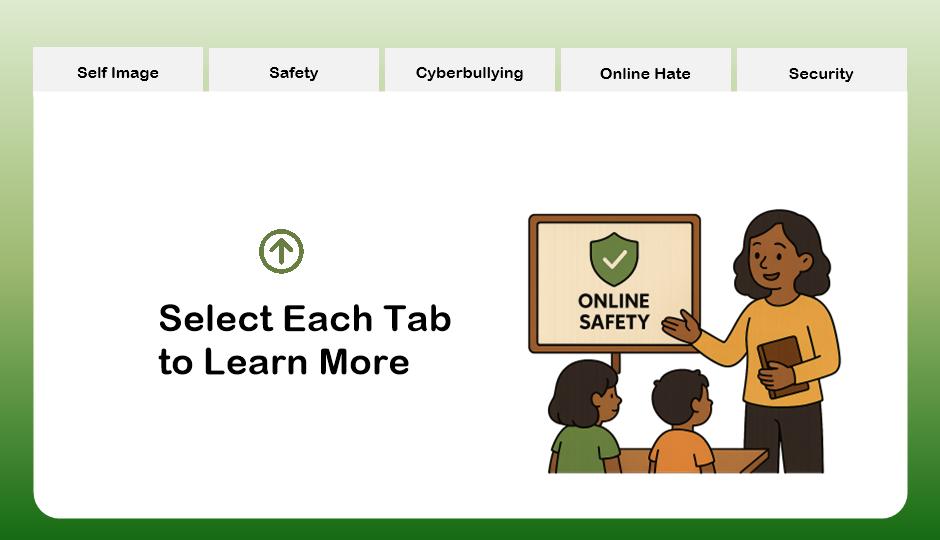 Self Image
Safety
Cyberbullying
Online Hate
Security
Select Each Tab
to Learn More
ONLINE
SAFETY